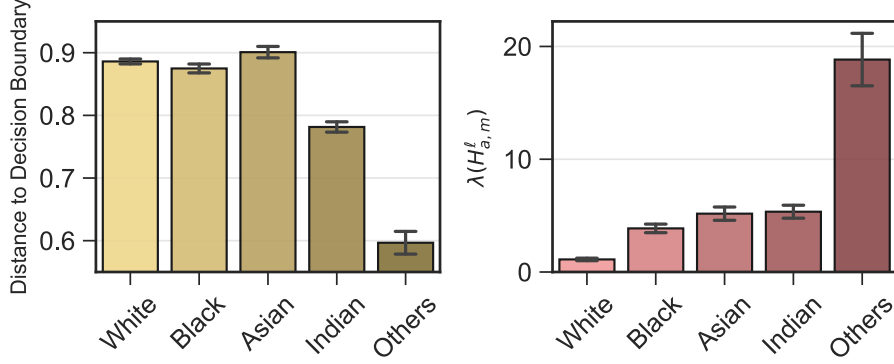 Distance to Decision Boundary
0.9
0.8
0.7
0.6
White
Black
Asian
Indian
Others
λ(H^ℓ_{a,m})
20
10
0
White
Black
Asian
Indian
Others